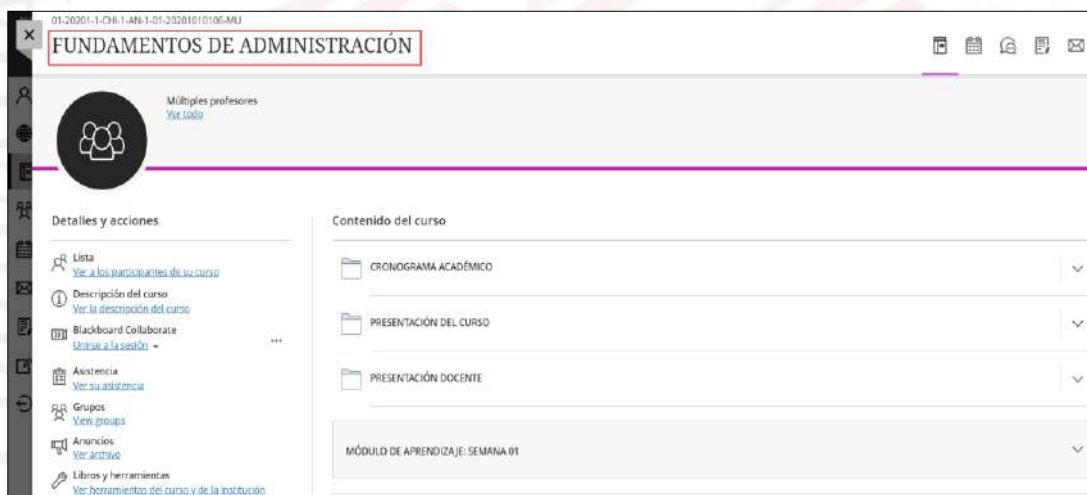 01-20201-1-CHI-1-AN-1-01-20201010106-MU
FUNDAMENTOS DE ADMINISTRACIÓN
Múltiples profesores
Ver todo
Detalles y acciones
Lista
Ver a los participantes de su curso
Descripción del curso
Ver la descripción del curso
Blackboard Collaborate
Unirse a la sesión
Asistencia
Ver su asistencia
Grupos
View groups
Anuncios
Ver archivo
Libros y herramientas
Ver herramientas del curso y de la institución
Contenido del curso
CRONOGRAMA ACADÉMICO
PRESENTACIÓN DEL CURSO
PRESENTACIÓN DOCENTE
MÓDULO DE APRENDIZAJE: SEMANA 01